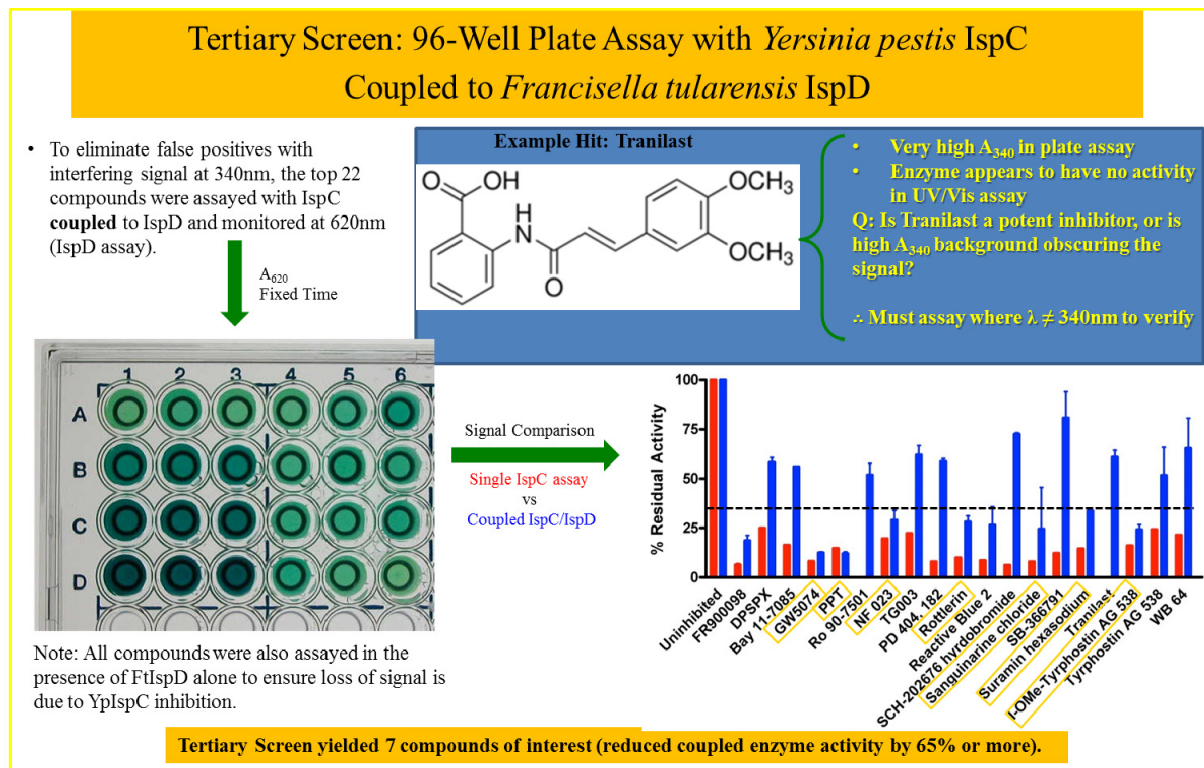 Tertiary Screen: 96-Well Plate Assay with Yersinia pestis IspC
Coupled to Francisella tularensis IspD
• To eliminate false positives with
interfering signal at 340nm, the top 22
compounds were assayed with IspC
coupled to IspD and monitored at 620nm
(IspD assay).
A620
Fixed Time
Example Hit: Tranilast
O
OH
H
N
O
OCH3
OCH3
• Very high A340 in plate assay
• Enzyme appears to have no activity
in UV/Vis assay
Q: Is Tranilast a potent inhibitor, or is
high A340 background obscuring the
signal?
∴ Must assay where λ ≠ 340nm to verify
1 2 3 4 5 6
A
B
C
D
Signal Comparison
Single IspC assay
vs
Coupled IspC/IspD
% Residual Activity
100
75
50
25
0
Uninhibited
FR900098
DPSPX
Bay 11-7085
GW5074
PPT
Ro 90-7501
NF 023
TG003
PD 404, 182
Rottlerin
Reactive Blue 2
SCH-202676 hyrdobromide
Sanguinarine chloride
SB-366791
Suramin hexasodium
Tranilast
I-OMe-Tyrphostin AG 538
Tyrphostin AG 538
WB 64
Note: All compounds were also assayed in the
presence of FtIspD alone to ensure loss of signal is
due to YpIspC inhibition.
Tertiary Screen yielded 7 compounds of interest (reduced coupled enzyme activity by 65% or more).